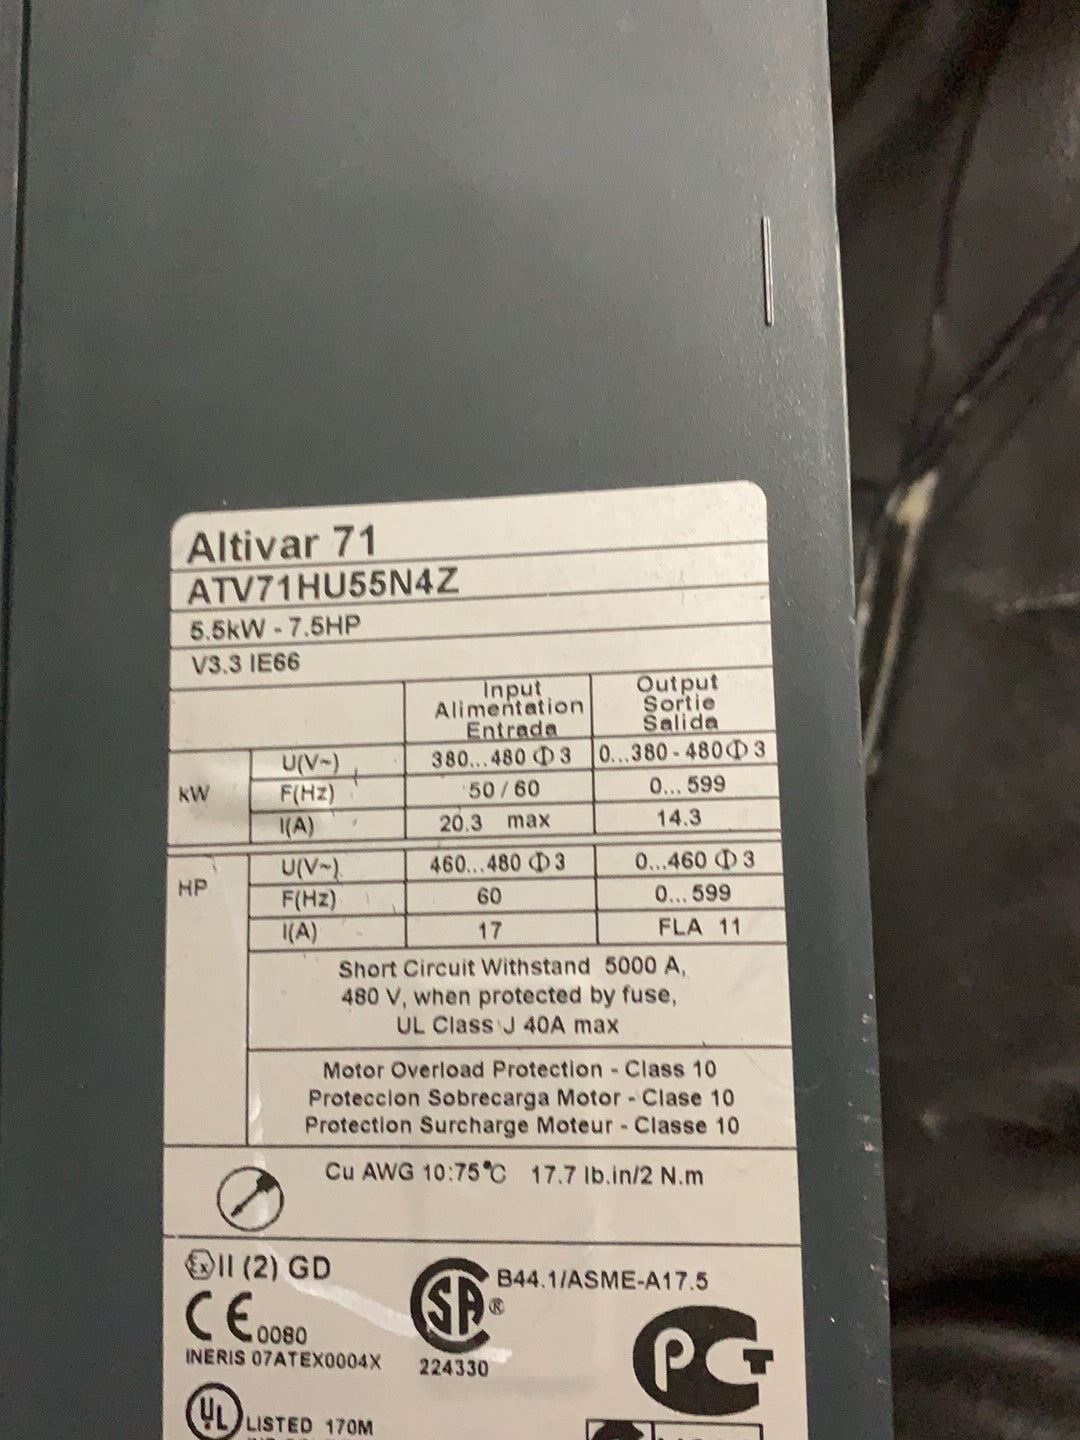 Altivar 71
ATV71HU55N4Z
5.5kW - 7.5HP
V3.3 IE66
Input Output
Alimentation Sortie
Entrada Salida
kW
U(V~) 380...480 Φ 3 0...380 - 480 Φ 3
F(Hz) 50 / 60 0... 599
I(A) 20.3 max 14.3
HP
U(V~) 460...480 Φ 3 0...460 Φ 3
F(Hz) 60 0... 599
I(A) 17 FLA 11
Short Circuit Withstand 5000 A,
480 V, when protected by fuse,
UL Class J 40A max
Motor Overload Protection - Class 10
Proteccion Sobrecarga Motor - Clase 10
Protection Surcharge Moteur - Classe 10
Cu AWG 10:75°C 17.7 lb.in/2 N.m
Ex II (2) GD
CE 0080
INERIS 07ATEX0004X
SA ® B44.1/ASME-A17.5
224330
PCT
UL LISTED 170M